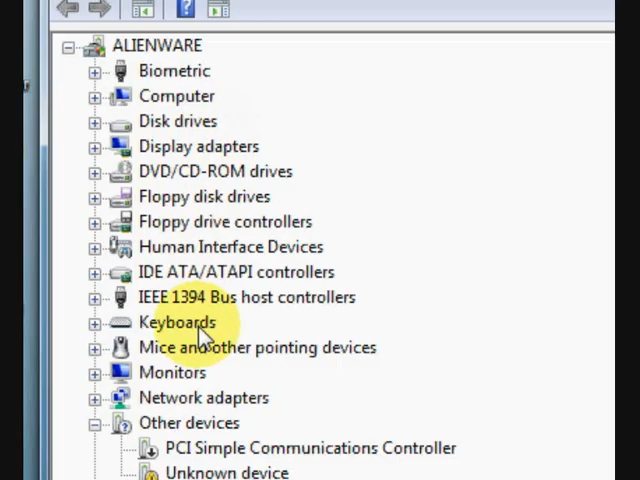 ALIENWARE
Biometric
Computer
Disk drives
Display adapters
DVD/CD-ROM drives
Floppy disk drives
Floppy drive controllers
Human Interface Devices
IDE ATA/ATAPI controllers
IEEE 1394 Bus host controllers
Keyboards
Mice and other pointing devices
Monitors
Network adapters
Other devices
PCI Simple Communications Controller
Unknown device